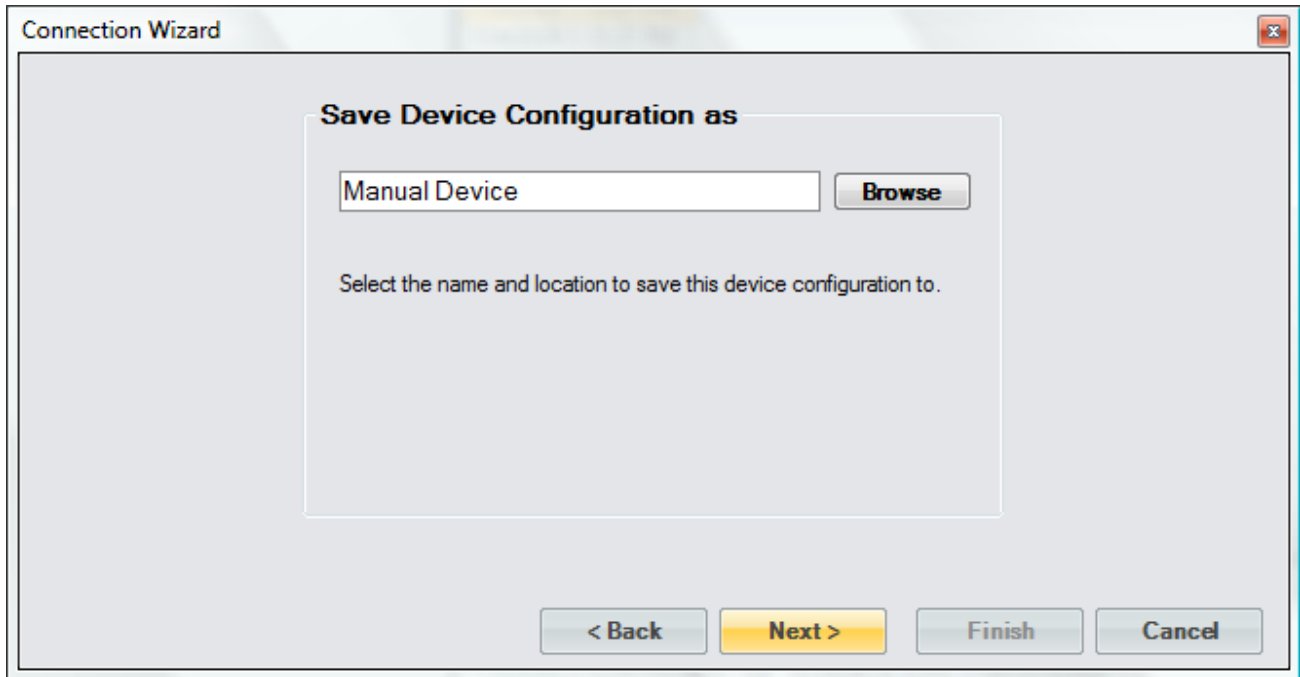 Connection Wizard
Save Device Configuration as
Manual Device
Browse
Select the name and location to save this device configuration to.
< Back
Next >
Finish
Cancel